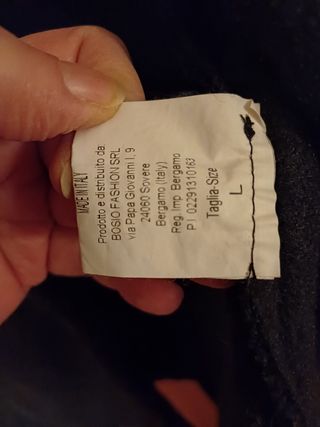 MADE IN ITALY
Prodotto e distribuito da:
BOSIO FASHION SRL
via Papa Giovanni I, 9
24060 Sovere
Bergamo (Italy)
Reg. Imp. Bergamo
P.I. 02291310163
Taglia-Size
L